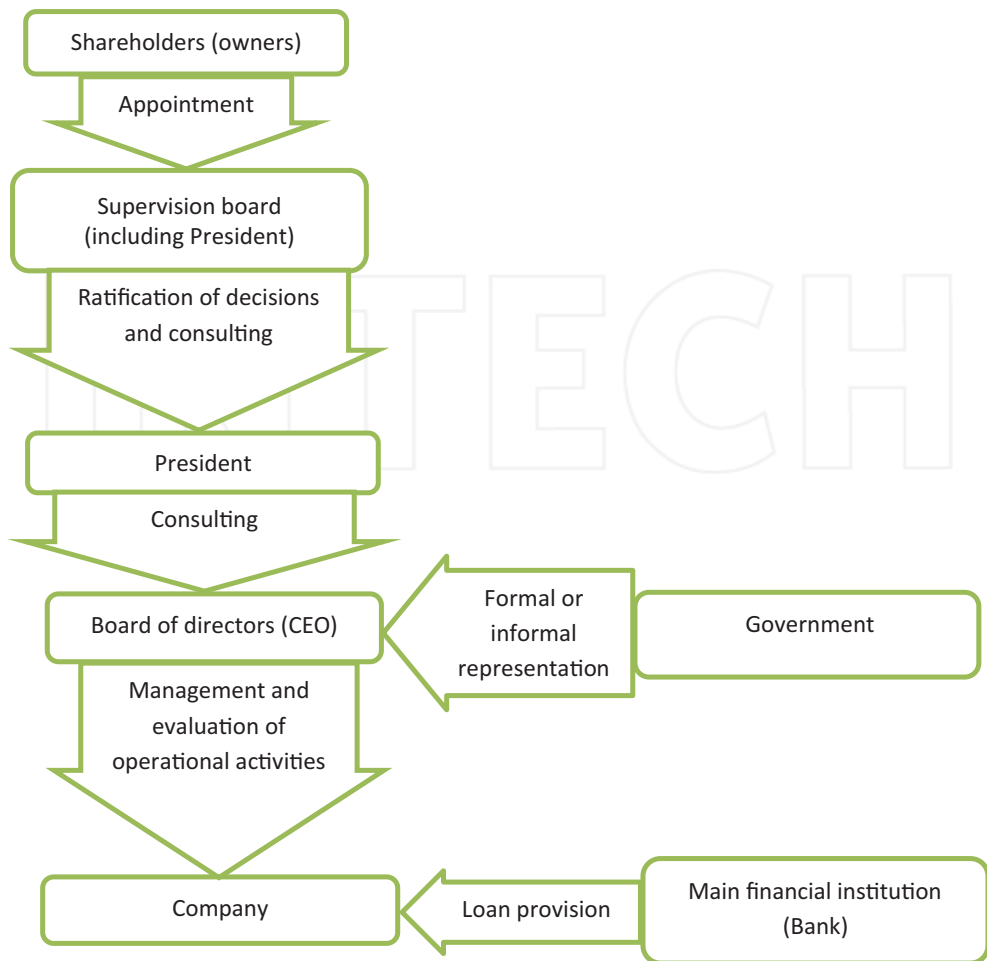 Shareholders (owners)
Appointment
Supervision board
(including President)
Ratification of decisions
and consulting
President
Consulting
Board of directors (CEO)
Formal or
informal
representation
Government
Management and
evaluation of
operational activities
Company
Loan provision
Main financial institution
(Bank)